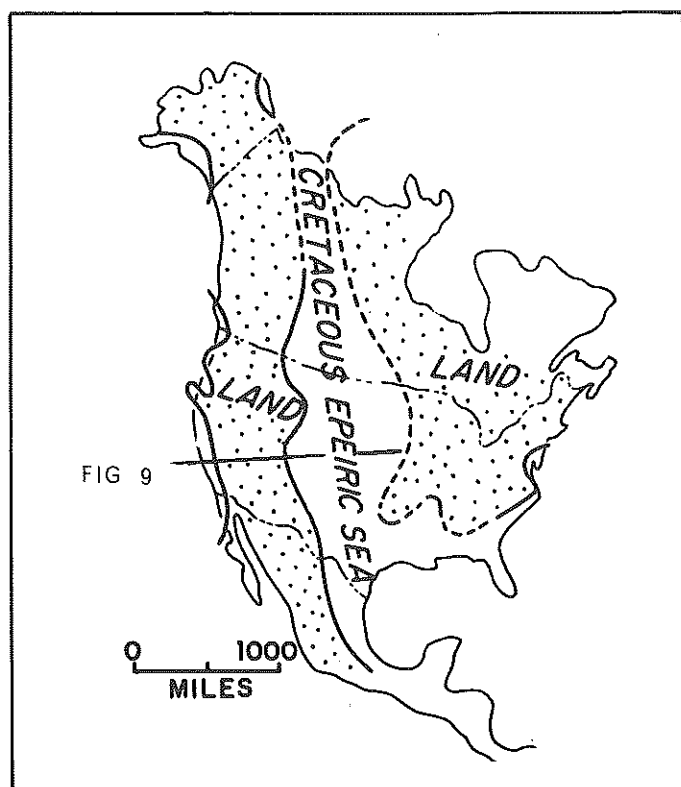 CRETACEOUS EPEIRIC SEA
LAND
LAND
FIG 9
0 1000
MILES